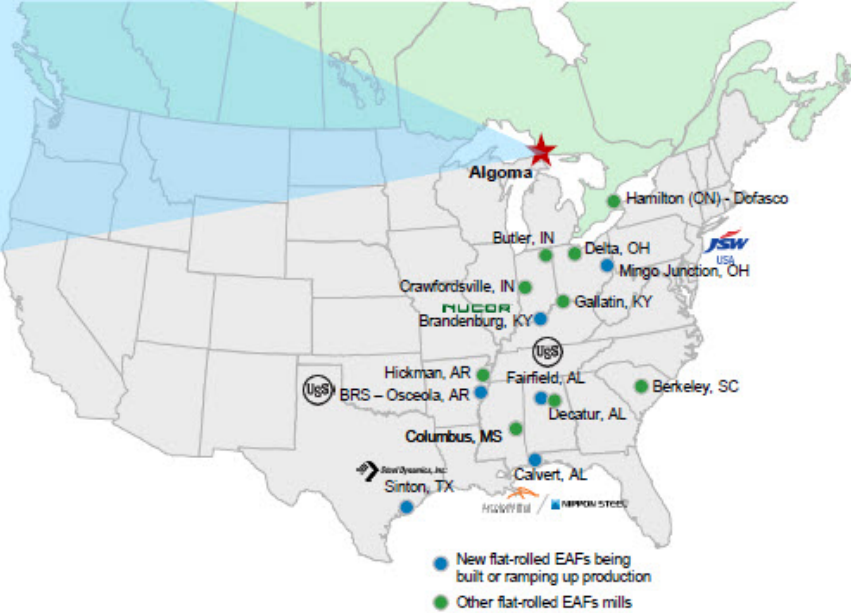 Algoma
Hamilton (ON) - Dofasco
Butler, IN
Delta, OH
JSW
USA
Mingo Junction, OH
Crawfordsville, IN
Gallatin, KY
NUCOR
Brandenburg, KY
USS
Hickman, AR
Fairfield, AL
USS
BRS – Osceola, AR
Berkeley, SC
Decatur, AL
Columbus, MS
Steel Dynamics, Inc.
Calvert, AL
Sinton, TX
ArcelorMittal
NIPPON STEEL
New flat-rolled EAFs being
built or ramping up production
Other flat-rolled EAFs mills